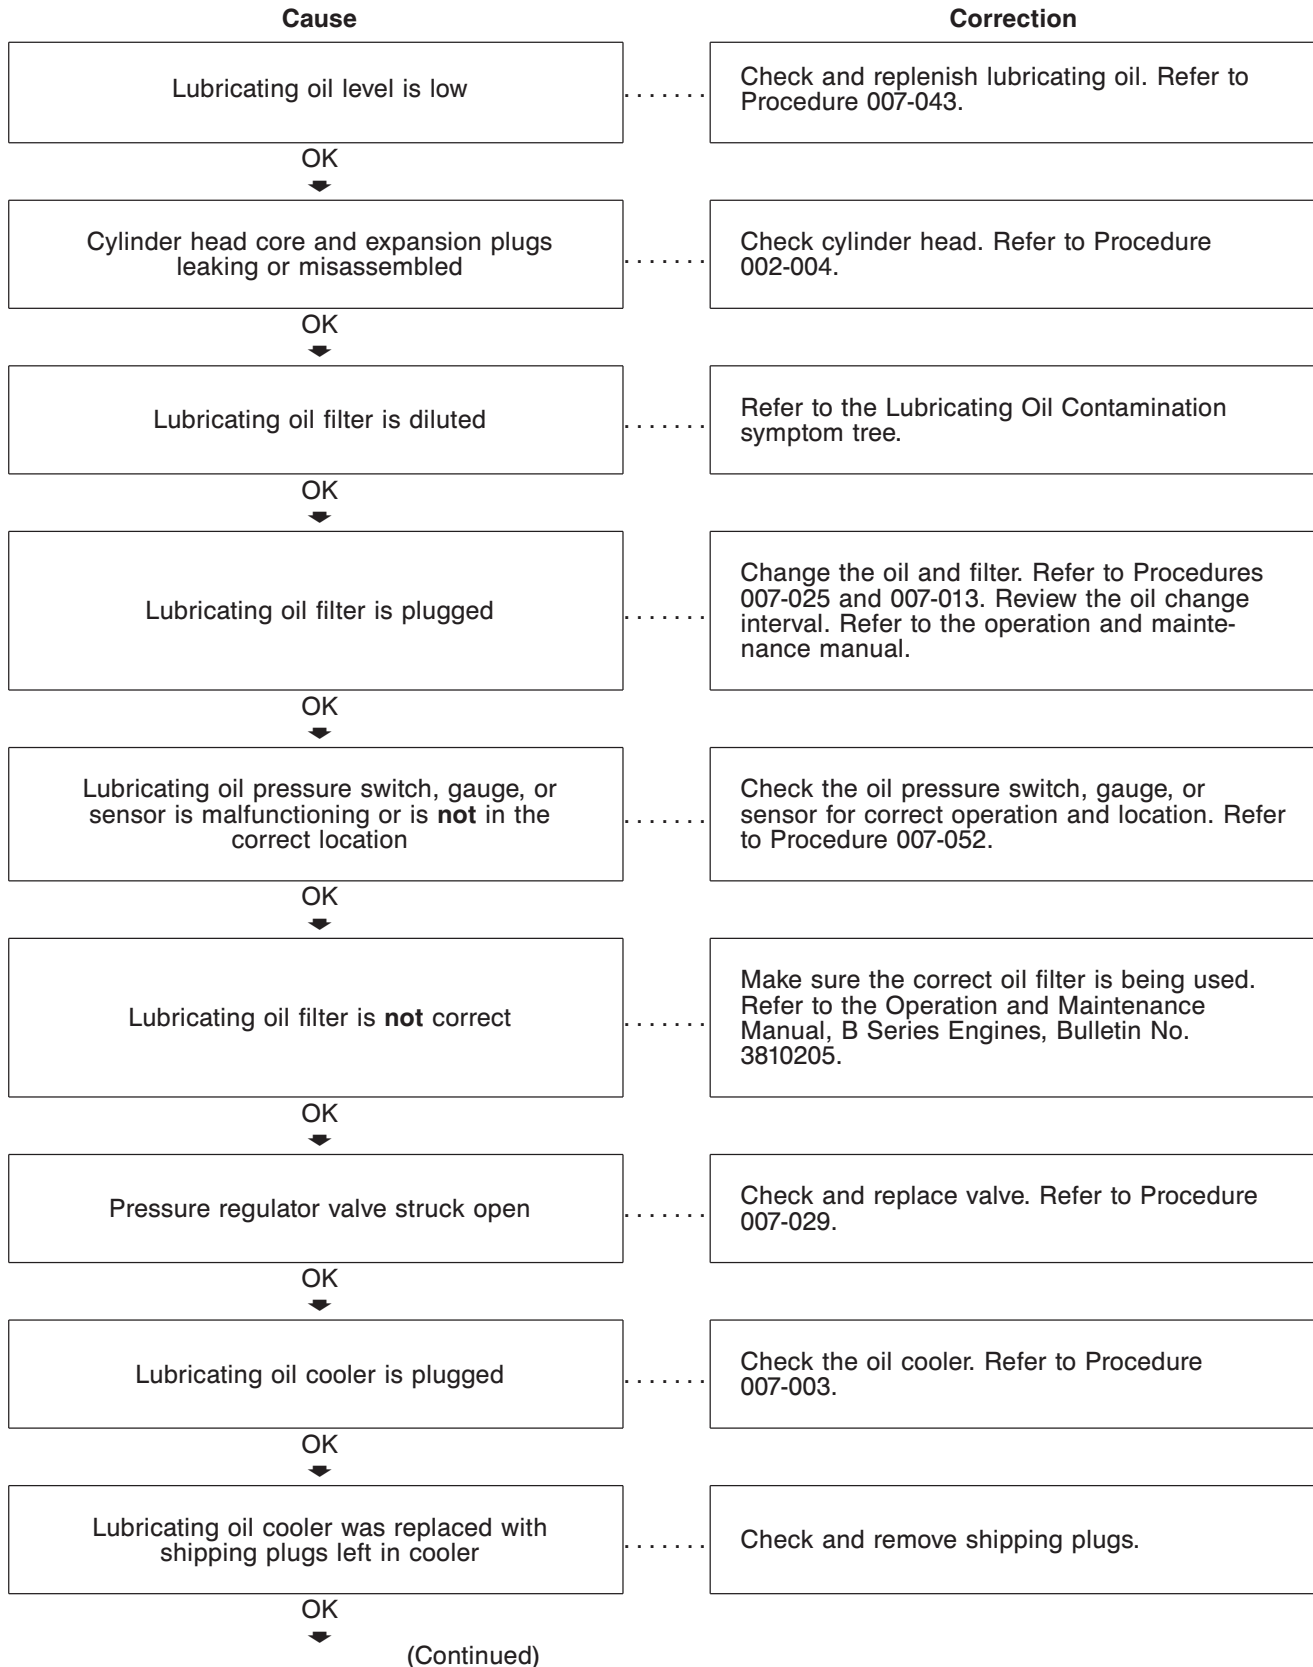 Cause
Correction
Lubricating oil level is low
Check and replenish lubricating oil. Refer to
Procedure 007-043.
OK
Cylinder head core and expansion plugs
leaking or misassembled
Check cylinder head. Refer to Procedure
002-004.
OK
Lubricating oil filter is diluted
Refer to the Lubricating Oil Contamination
symptom tree.
OK
Lubricating oil filter is plugged
Change the oil and filter. Refer to Procedures
007-025 and 007-013. Review the oil change
interval. Refer to the operation and mainte-
nance manual.
OK
Lubricating oil pressure switch, gauge, or
sensor is malfunctioning or is not in the
correct location
Check the oil pressure switch, gauge, or
sensor for correct operation and location. Refer
to Procedure 007-052.
OK
Lubricating oil filter is not correct
Make sure the correct oil filter is being used.
Refer to the Operation and Maintenance
Manual, B Series Engines, Bulletin No.
3810205.
OK
Pressure regulator valve struck open
Check and replace valve. Refer to Procedure
007-029.
OK
Lubricating oil cooler is plugged
Check the oil cooler. Refer to Procedure
007-003.
OK
Lubricating oil cooler was replaced with
shipping plugs left in cooler
Check and remove shipping plugs.
OK
(Continued)